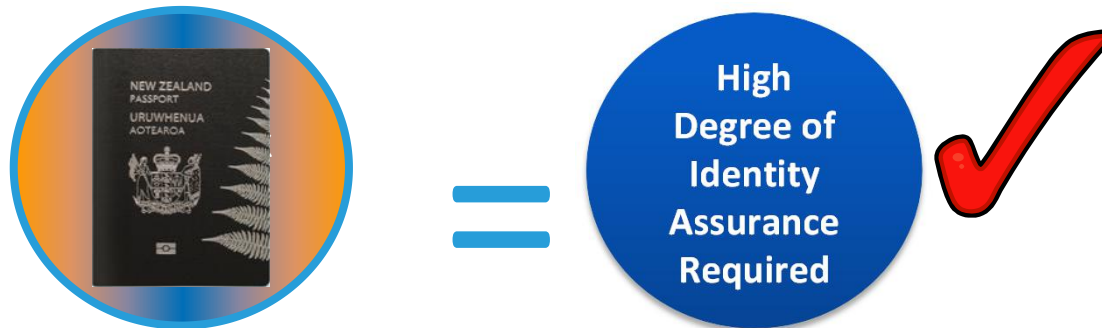 NEW ZEALAND
PASSPORT
URUWHENUA
AOTEAROA
High
Degree of
Identity
Assurance
Required